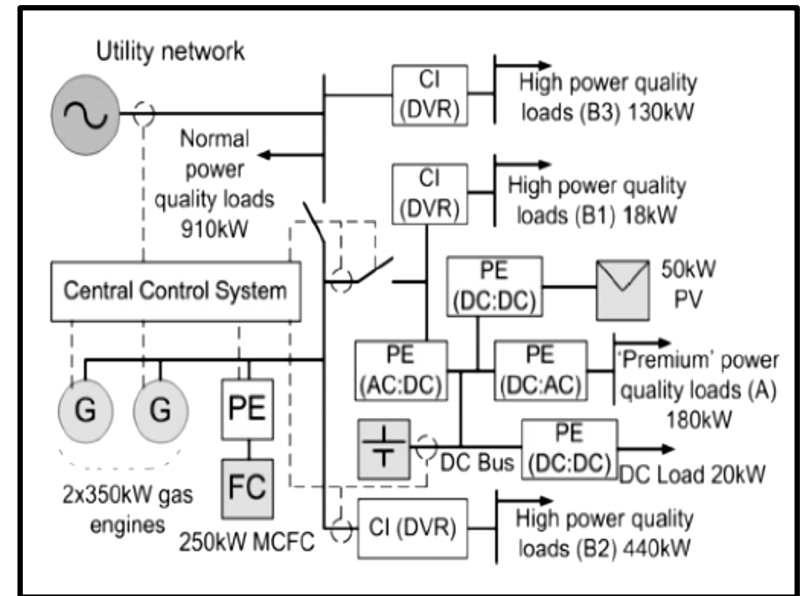 Utility network
CI
(DVR)
High power quality
loads (B3) 130kW
Normal
power
quality loads
910kW
CI
(DVR)
High power quality
loads (B1) 18kW
Central Control System
PE
(DC:DC)
50kW
PV
PE
(AC:DC)
PE
(DC:AC)
'Premium' power
quality loads (A)
180kW
G
G
PE
FC
DC Bus
PE
(DC:DC)
DC Load 20kW
2x350kW gas
engines
250kW MCFC
CI (DVR)
High power quality
loads (B2) 440kW